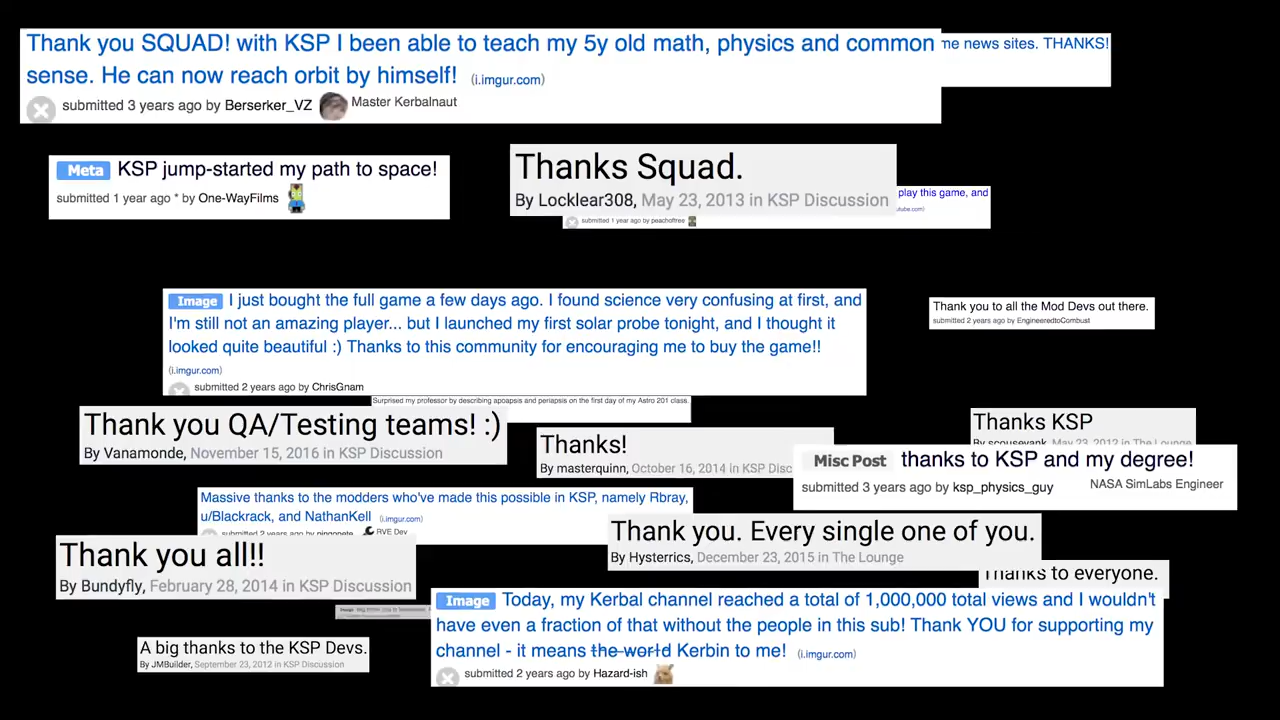 Thank you SQUAD! with KSP I been able to teach my 5y old math, physics and common
sense. He can now reach orbit by himself! (i.imgur.com)
submitted 3 years ago by Berserker_VZ Master Kerbalnaut
me news sites. THANKS!
Meta KSP jump-started my path to space!
submitted 1 year ago * by One-WayFilms
Thanks Squad.
By Locklear308, May 23, 2013 in KSP Discussion
play this game, and
utube.com)
submitted 1 year ago by peachoftree
Image I just bought the full game a few days ago. I found science very confusing at first, and
I'm still not an amazing player... but I launched my first solar probe tonight, and I thought it
looked quite beautiful :) Thanks to this community for encouraging me to buy the game!!
(i.imgur.com)
submitted 2 years ago by ChrisGnam
Thank you to all the Mod Devs out there.
submitted 2 years ago by EngineeredtoCombust
Surprised my professor by describing apoapsis and periapsis on the first day of my Astro 201 class.
Thank you QA/Testing teams! :)
By Vanamonde, November 15, 2016 in KSP Discussion
Thanks!
By masterquinn, October 16, 2014 in KSP Disc
Thanks KSP
By scousevank, May 23, 2012 in The Lounge
Misc Post thanks to KSP and my degree!
submitted 3 years ago by ksp_physics_guy NASA SimLabs Engineer
Massive thanks to the modders who've made this possible in KSP, namely Rbray,
u/Blackrack, and NathanKell (i.imgur.com)
submitted 2 years ago by pingopete RVE Dev
Thank you. Every single one of you.
By Hysterrics, December 23, 2015 in The Lounge
Thank you all!!
By Bundyfly, February 28, 2014 in KSP Discussion
Thanks to everyone.
Image Today, my Kerbal channel reached a total of 1,000,000 total views and I wouldn't
have even a fraction of that without the people in this sub! Thank YOU for supporting my
channel - it means the world Kerbin to me! (i.imgur.com)
submitted 2 years ago by Hazard-ish
A big thanks to the KSP Devs.
By JMBuilder, September 23, 2012 in KSP Discussion